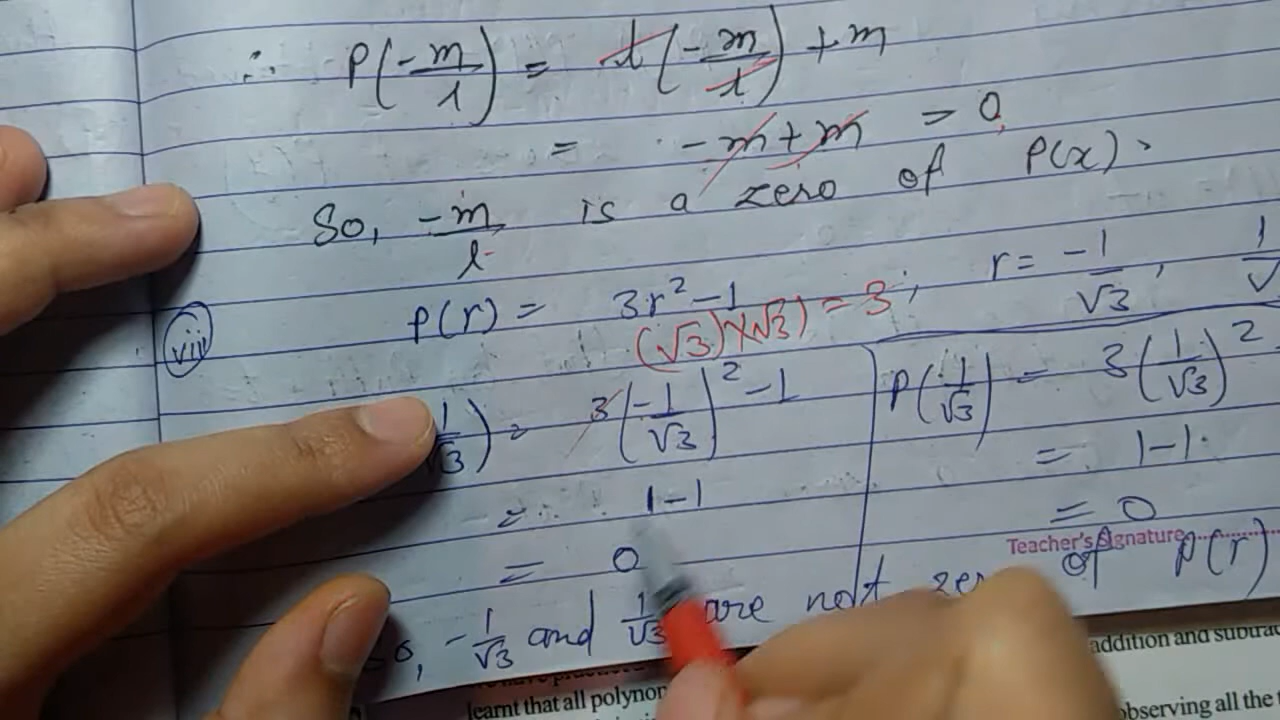 ∴ P(-m/l) = l(-m/l) + m
= -m + m = 0
So, -m/l is a zero of P(x).
viii p(r) = 3r² - 1; r = -1/√3, 1/√
(√3)×(√3) = 3
1/√3) = 3(-1/√3)² - 1
= 1-1
= 0
P(1/√3) = 3(1/√3)²
= 1-1
= 0
Teacher's Signature
So, -1/√3 and 1/√3 are not of P(r)
learnt that all
addition and
observing all the